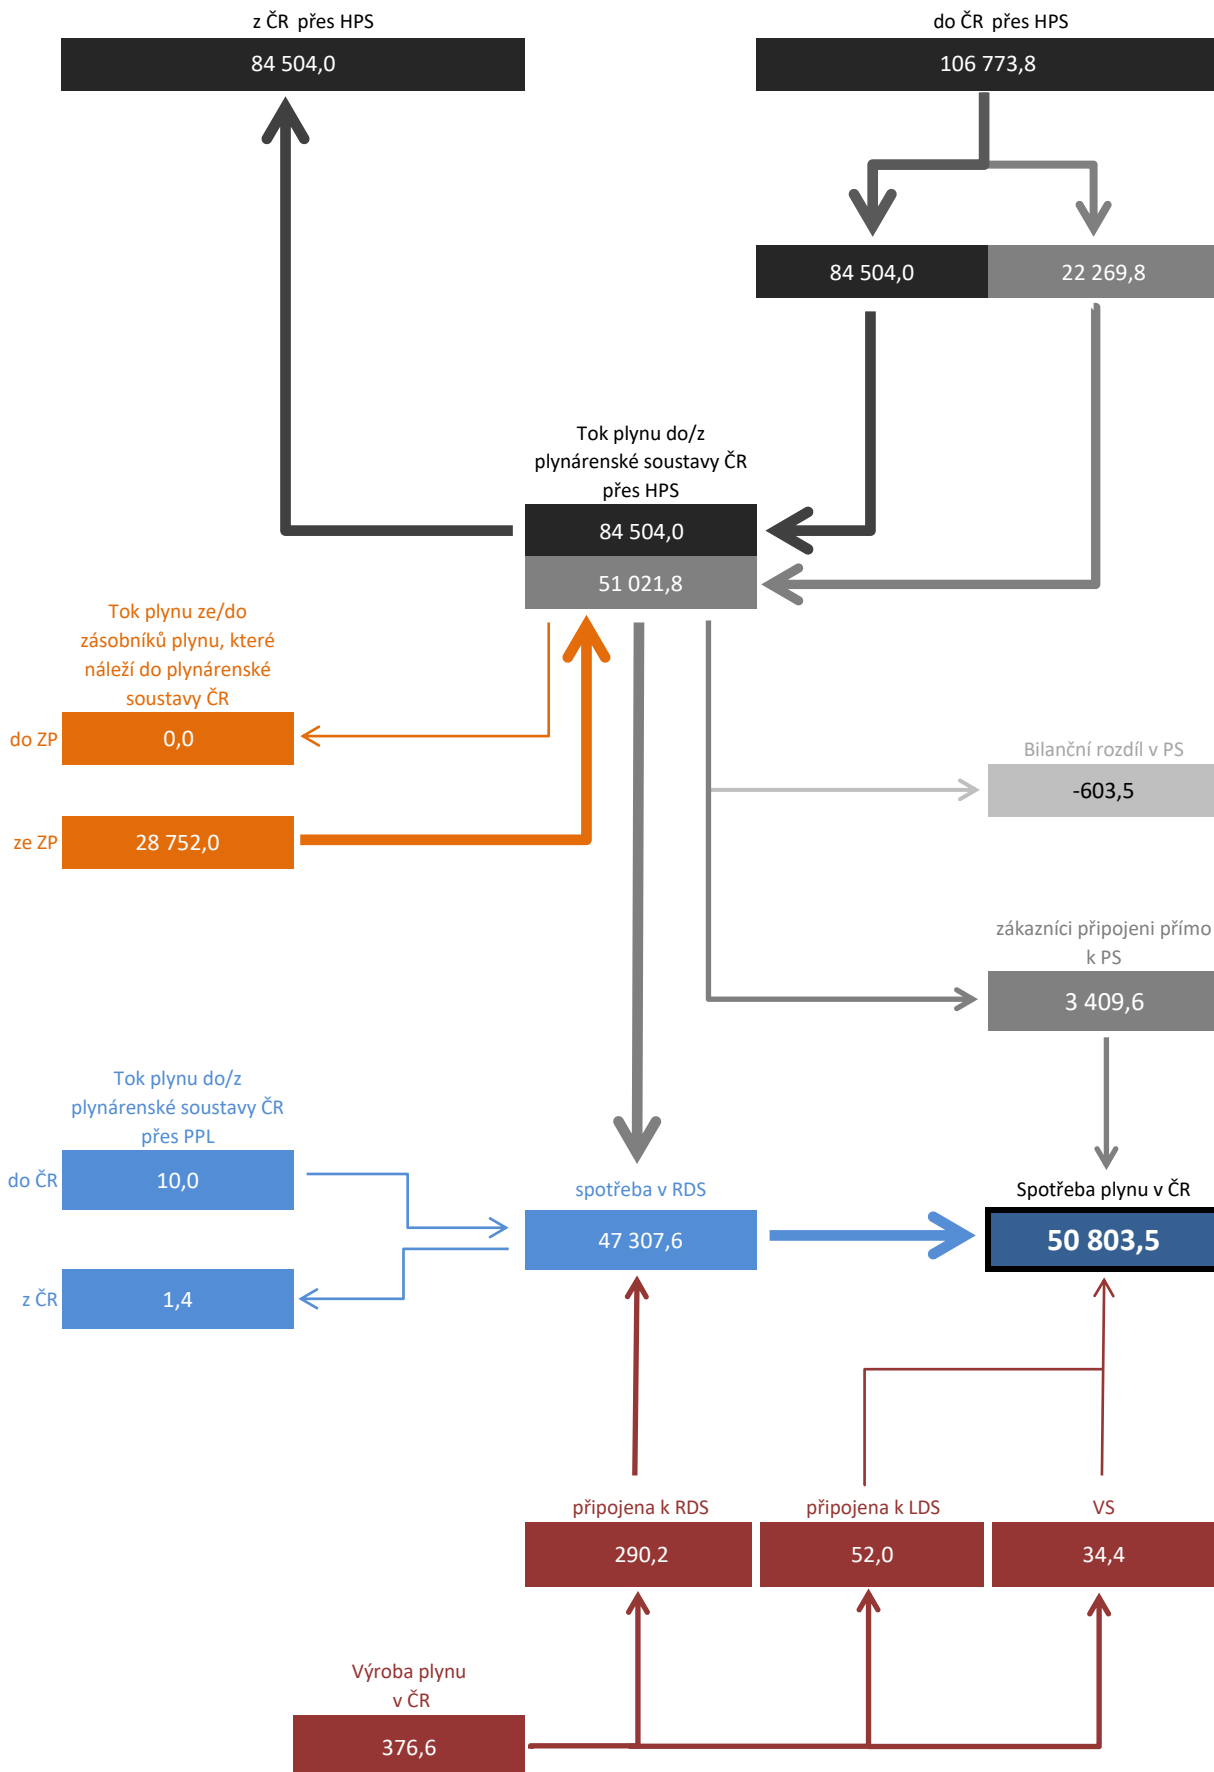 z ČR přes HPS
84 504,0
do ČR přes HPS
106 773,8
84 504,0
22 269,8
Tok plynu do/z
plynárenské soustavy ČR
přes HPS
84 504,0
51 021,8
Tok plynu ze/do
zásobníků plynu, které
náleží do plynárenské
soustavy ČR
do ZP
0,0
ze ZP
28 752,0
Bilanční rozdíl v PS
-603,5
zákazníci připojeni přímo
k PS
3 409,6
Tok plynu do/z
plynárenské soustavy ČR
přes PPL
do ČR
10,0
z ČR
1,4
spotřeba v RDS
47 307,6
Spotřeba plynu v ČR
50 803,5
připojena k RDS
290,2
připojena k LDS
52,0
VS
34,4
Výroba plynu
v ČR
376,6